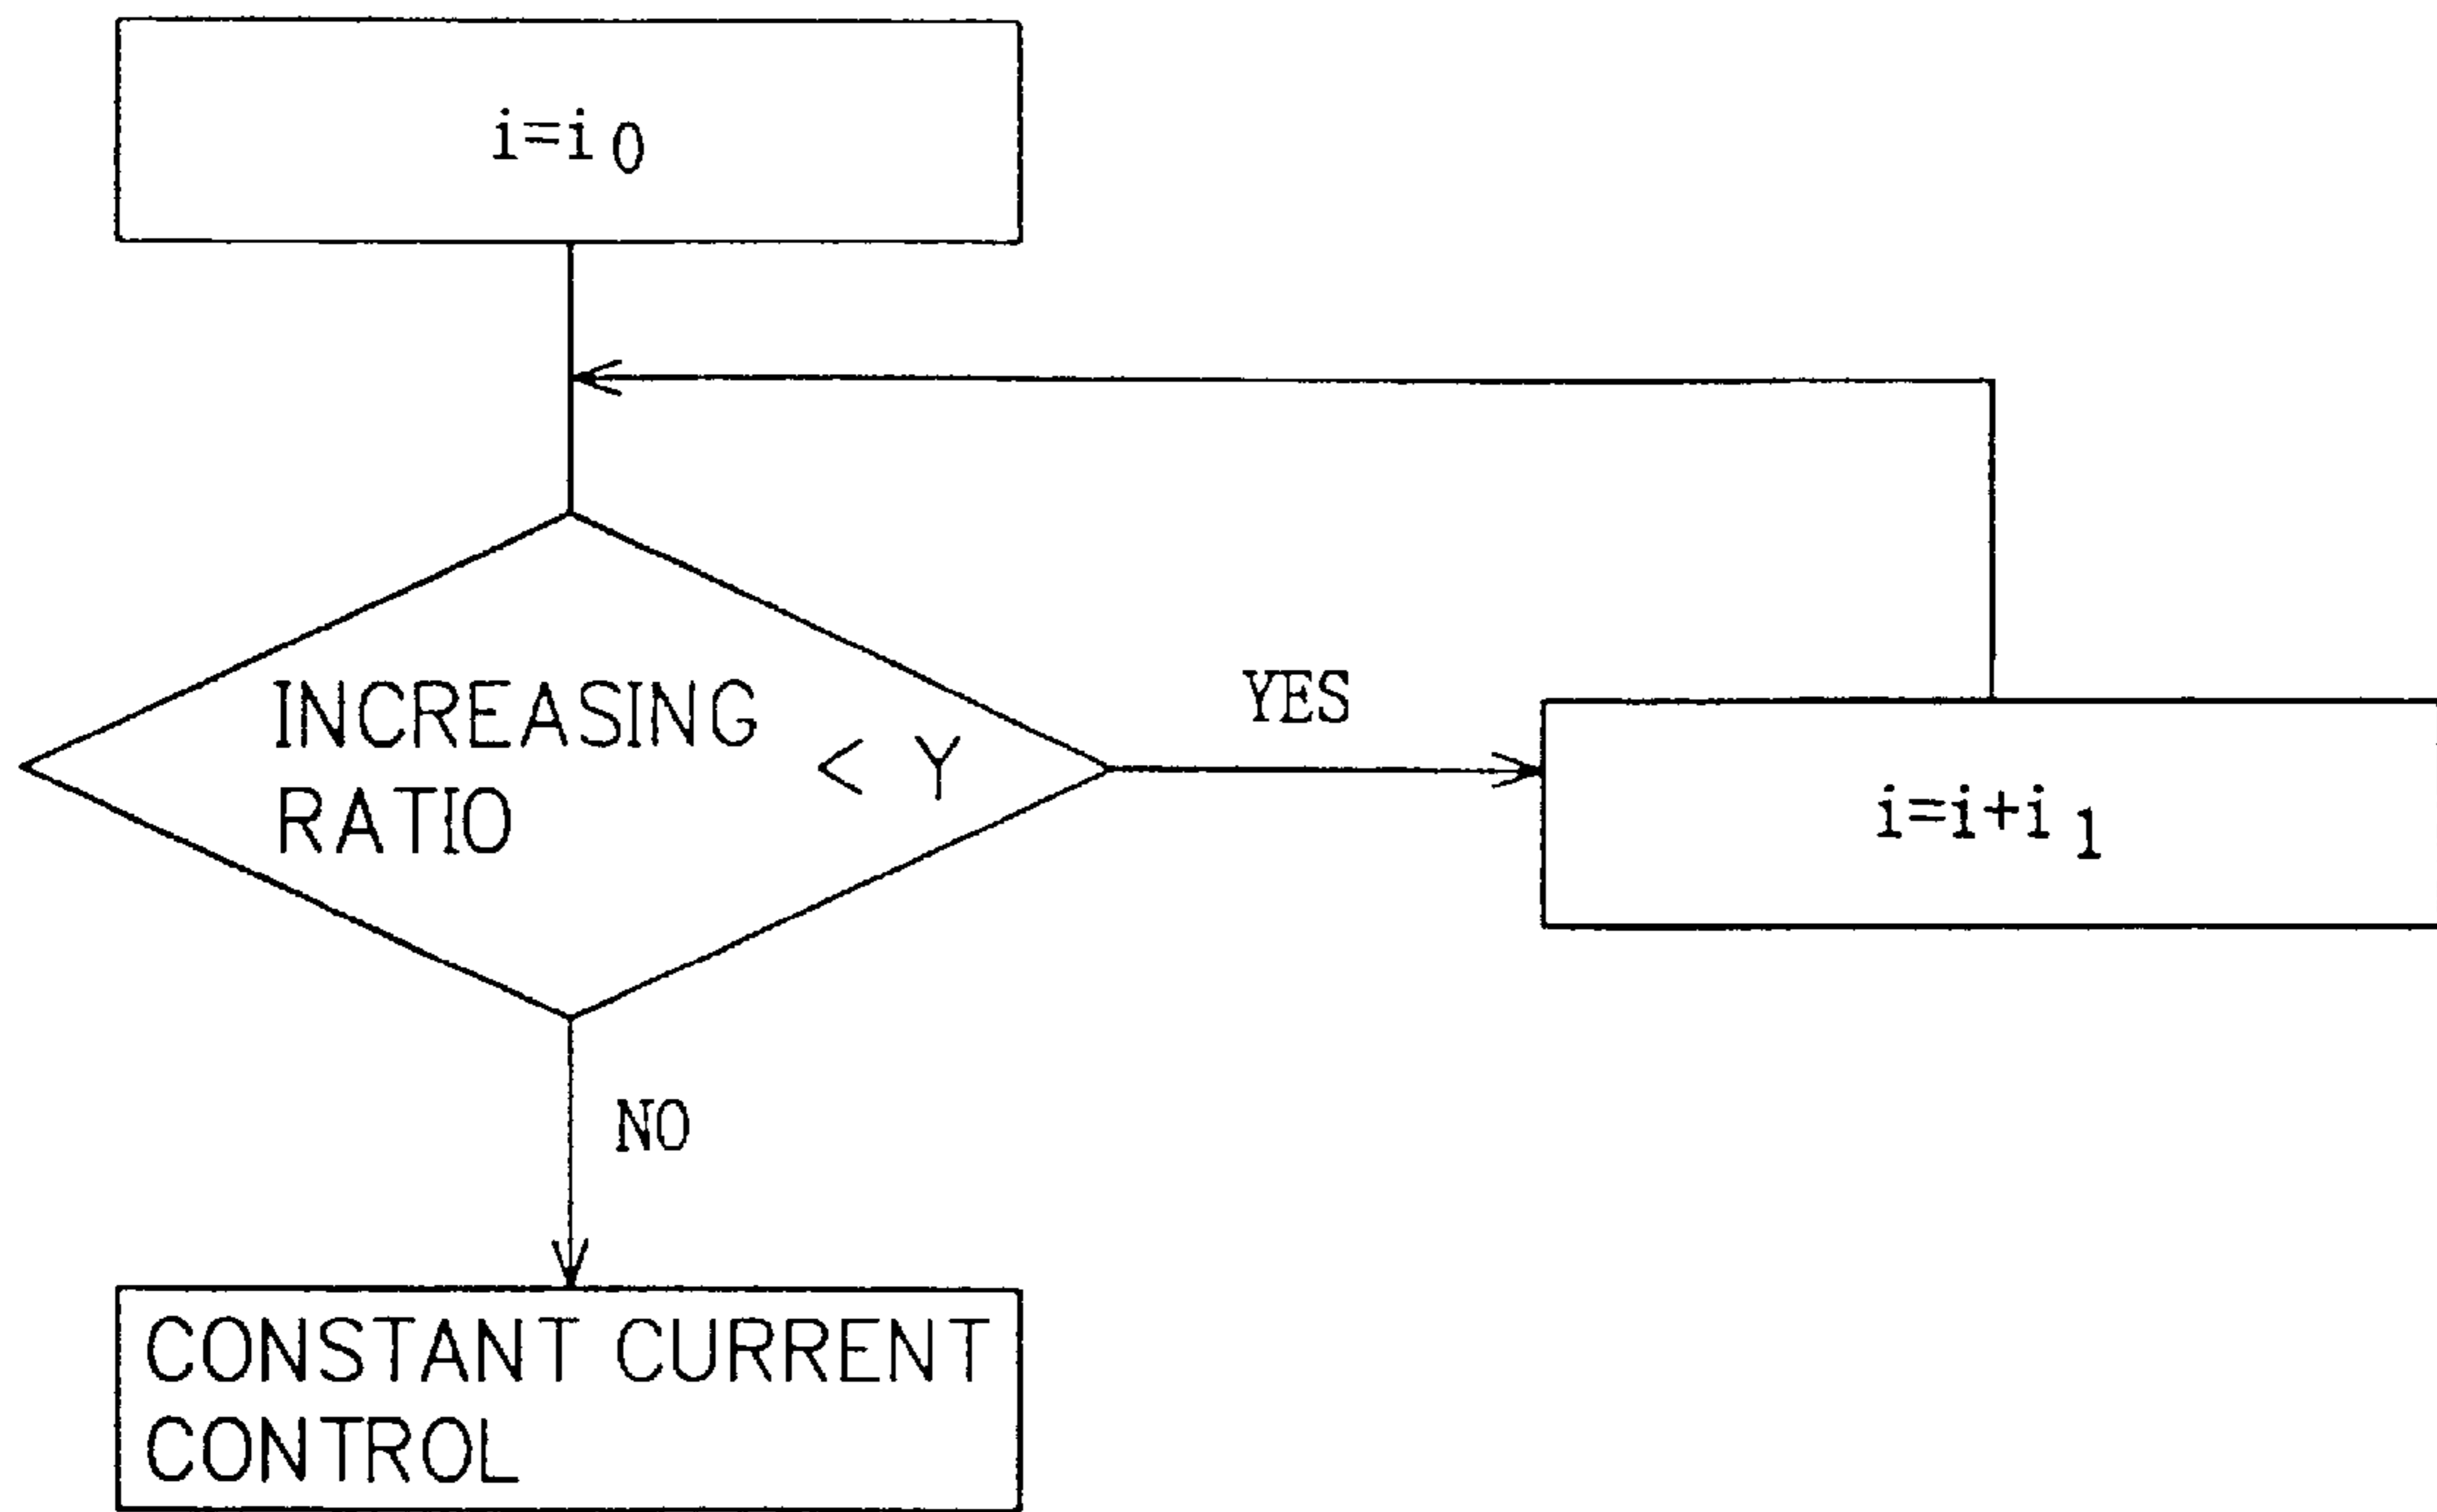 i=i₀
INCREASING
RATIO
< Y
YES
i=i+i₁
NO
CONSTANT CURRENT
CONTROL